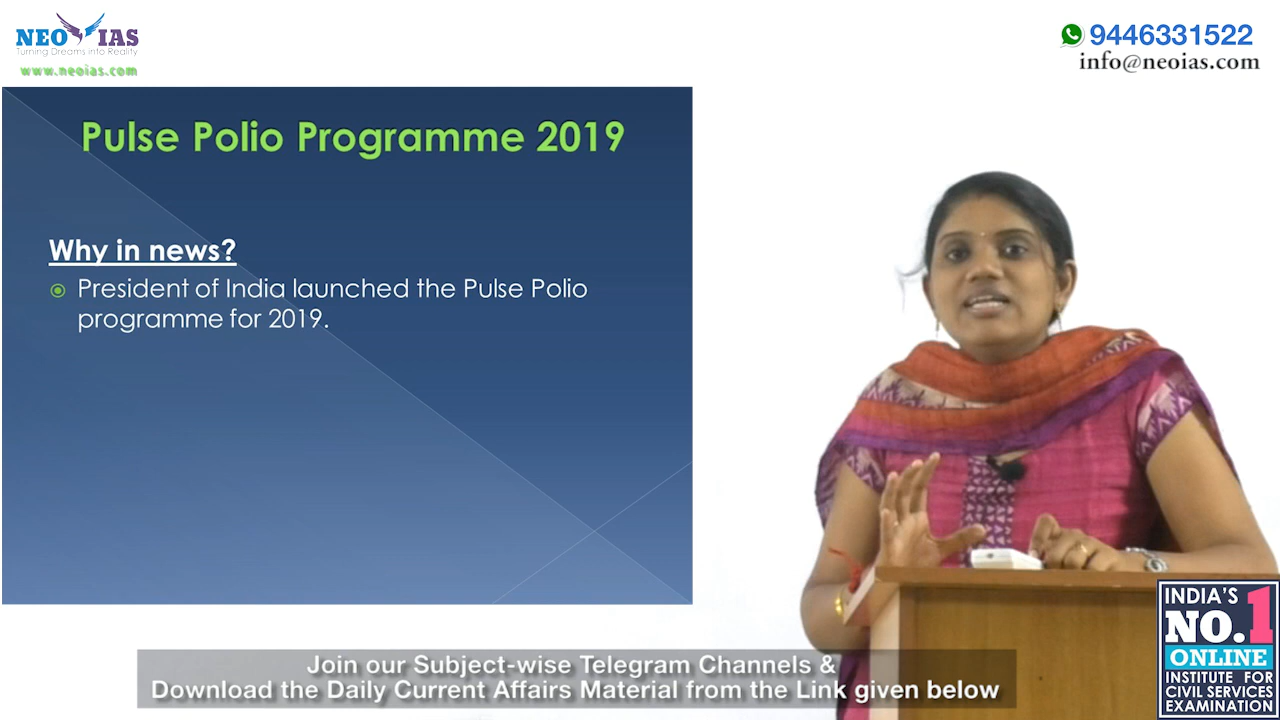 NEO IAS
Turning Dreams into Reality
www.neoias.com
9446331522
info@neoias.com
Pulse Polio Programme 2019
Why in news?
President of India launched the Pulse Polio
programme for 2019.
INDIA'S
NO.1
ONLINE
INSTITUTE FOR
CIVIL SERVICES
EXAMINATION
Join our Subject-wise Telegram Channels &
Download the Daily Current Affairs Material from the Link given below